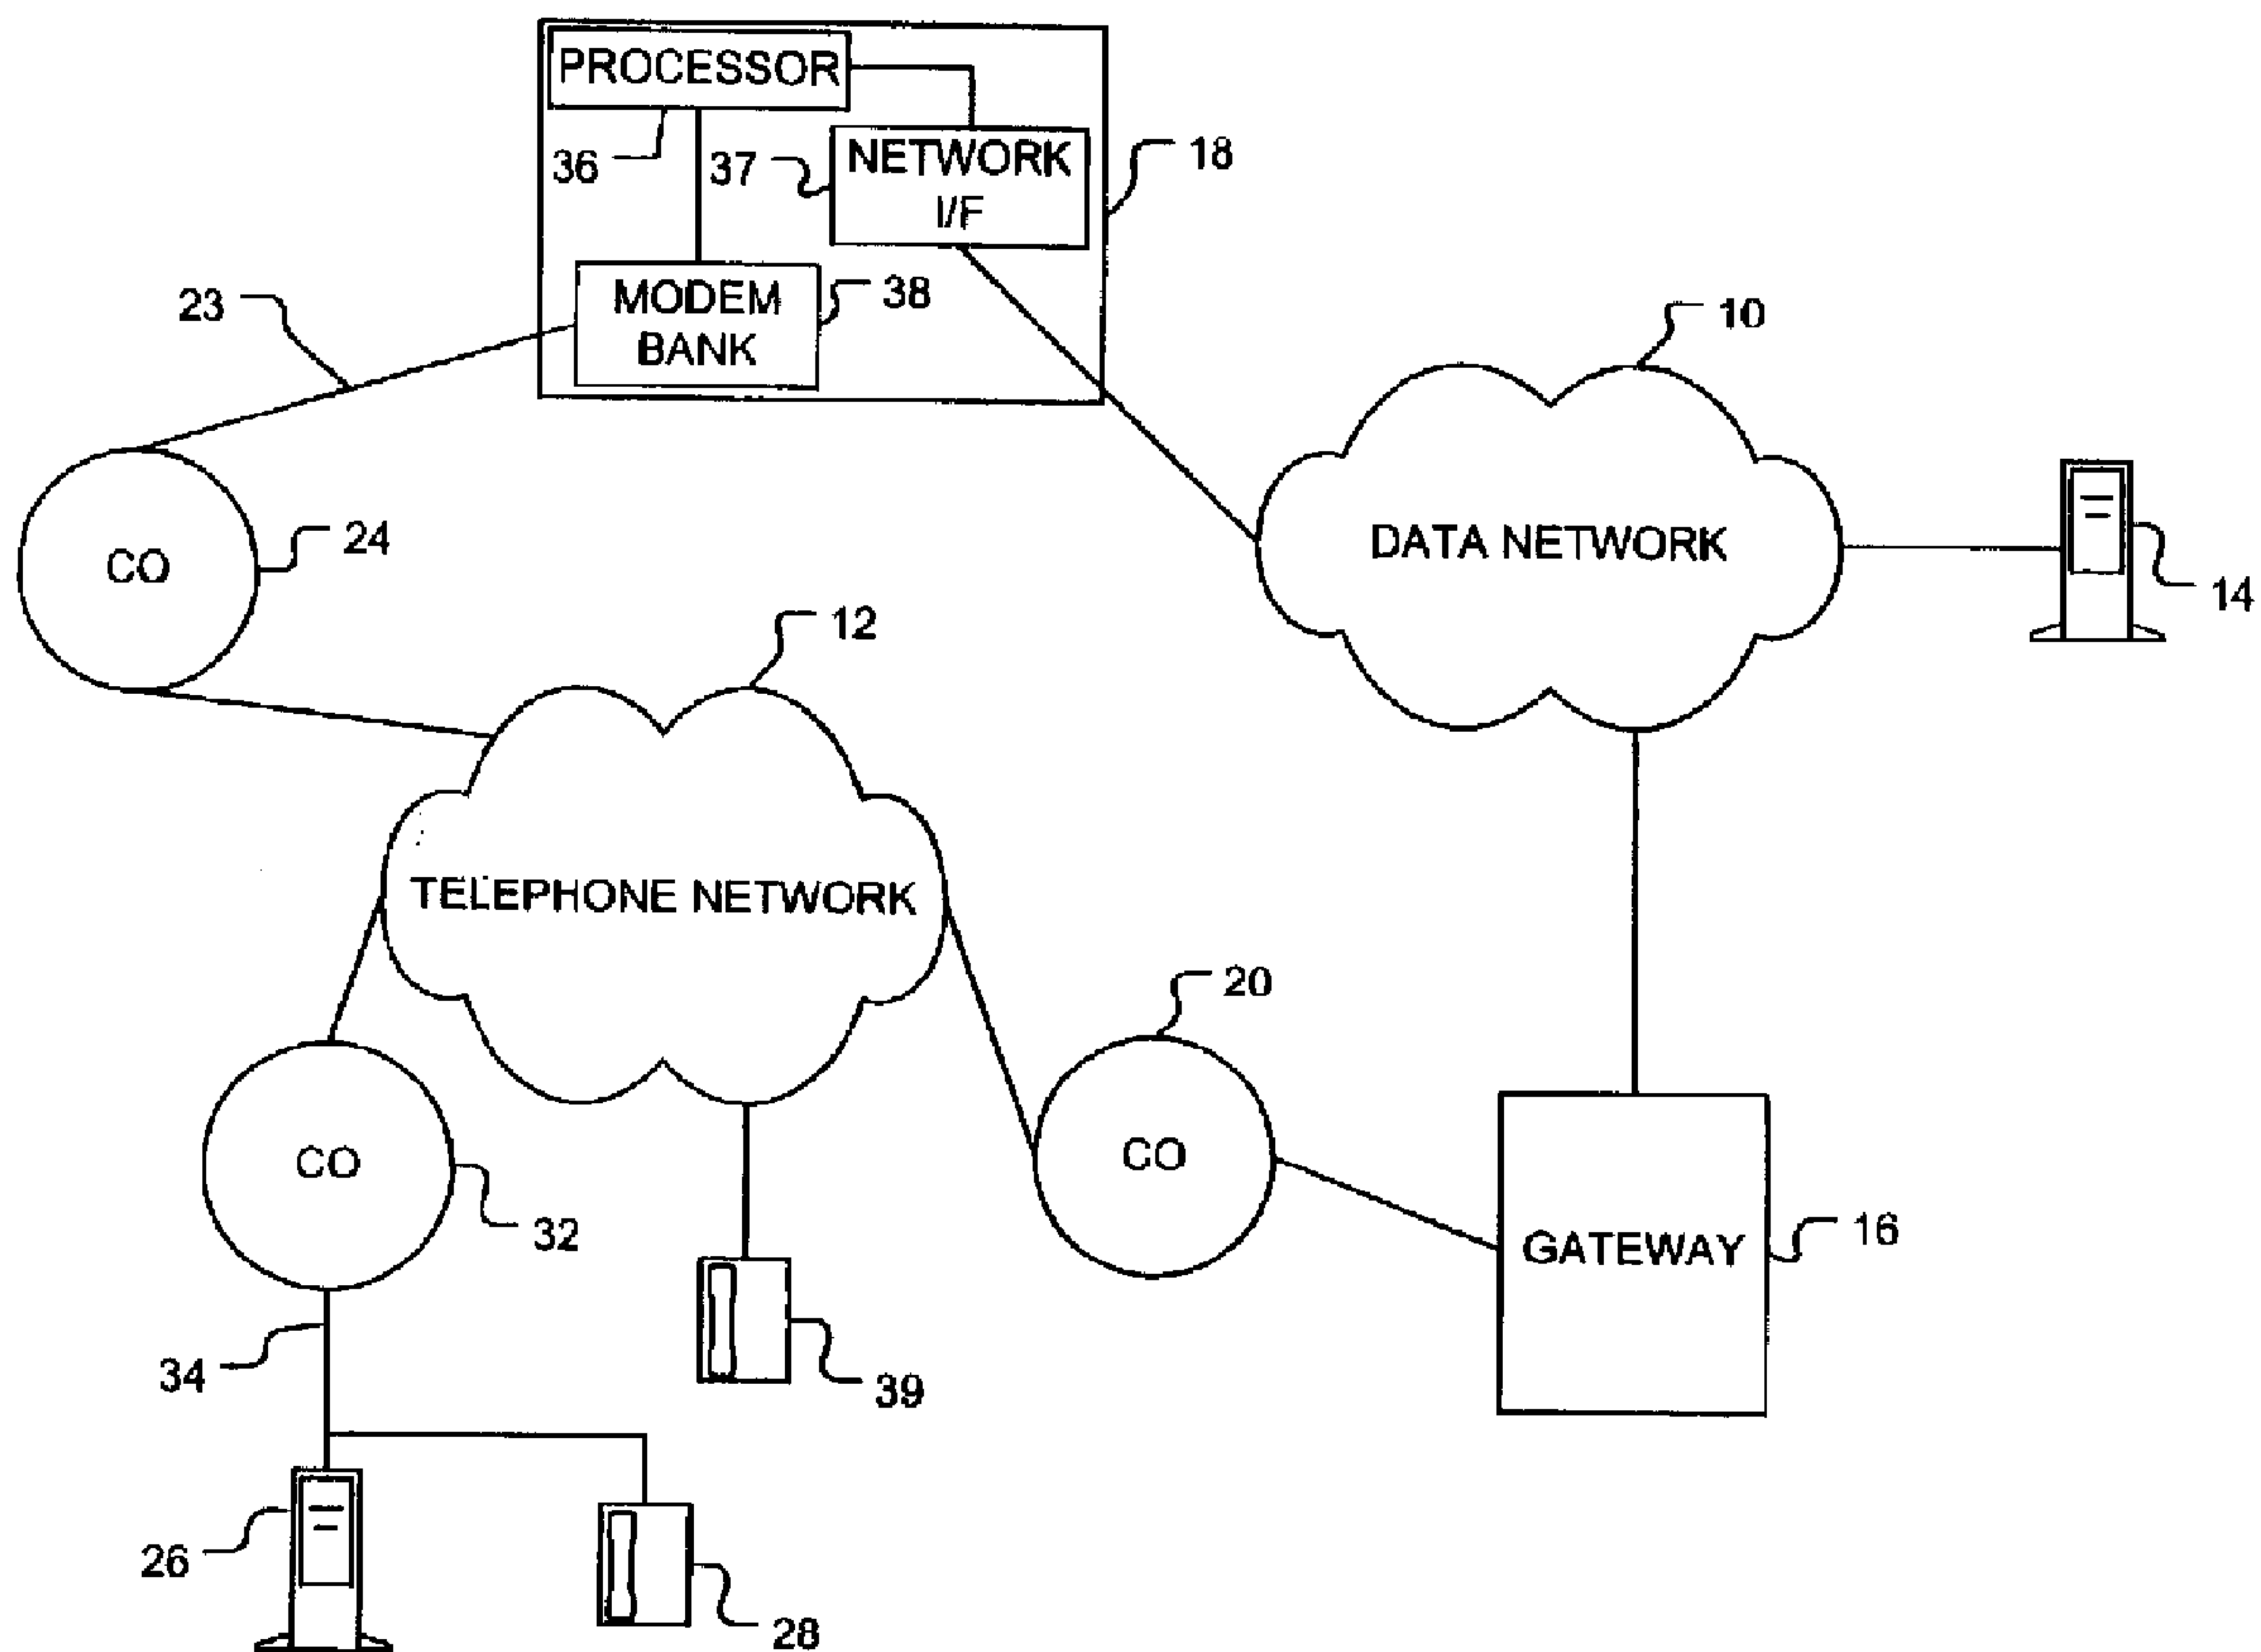 PROCESSOR
36
37
NETWORK
I/F
18
MODEM
BANK
38
23
10
CO
24
DATA NETWORK
14
12
TELEPHONE NETWORK
20
CO
32
CO
GATEWAY
16
34
39
26
28